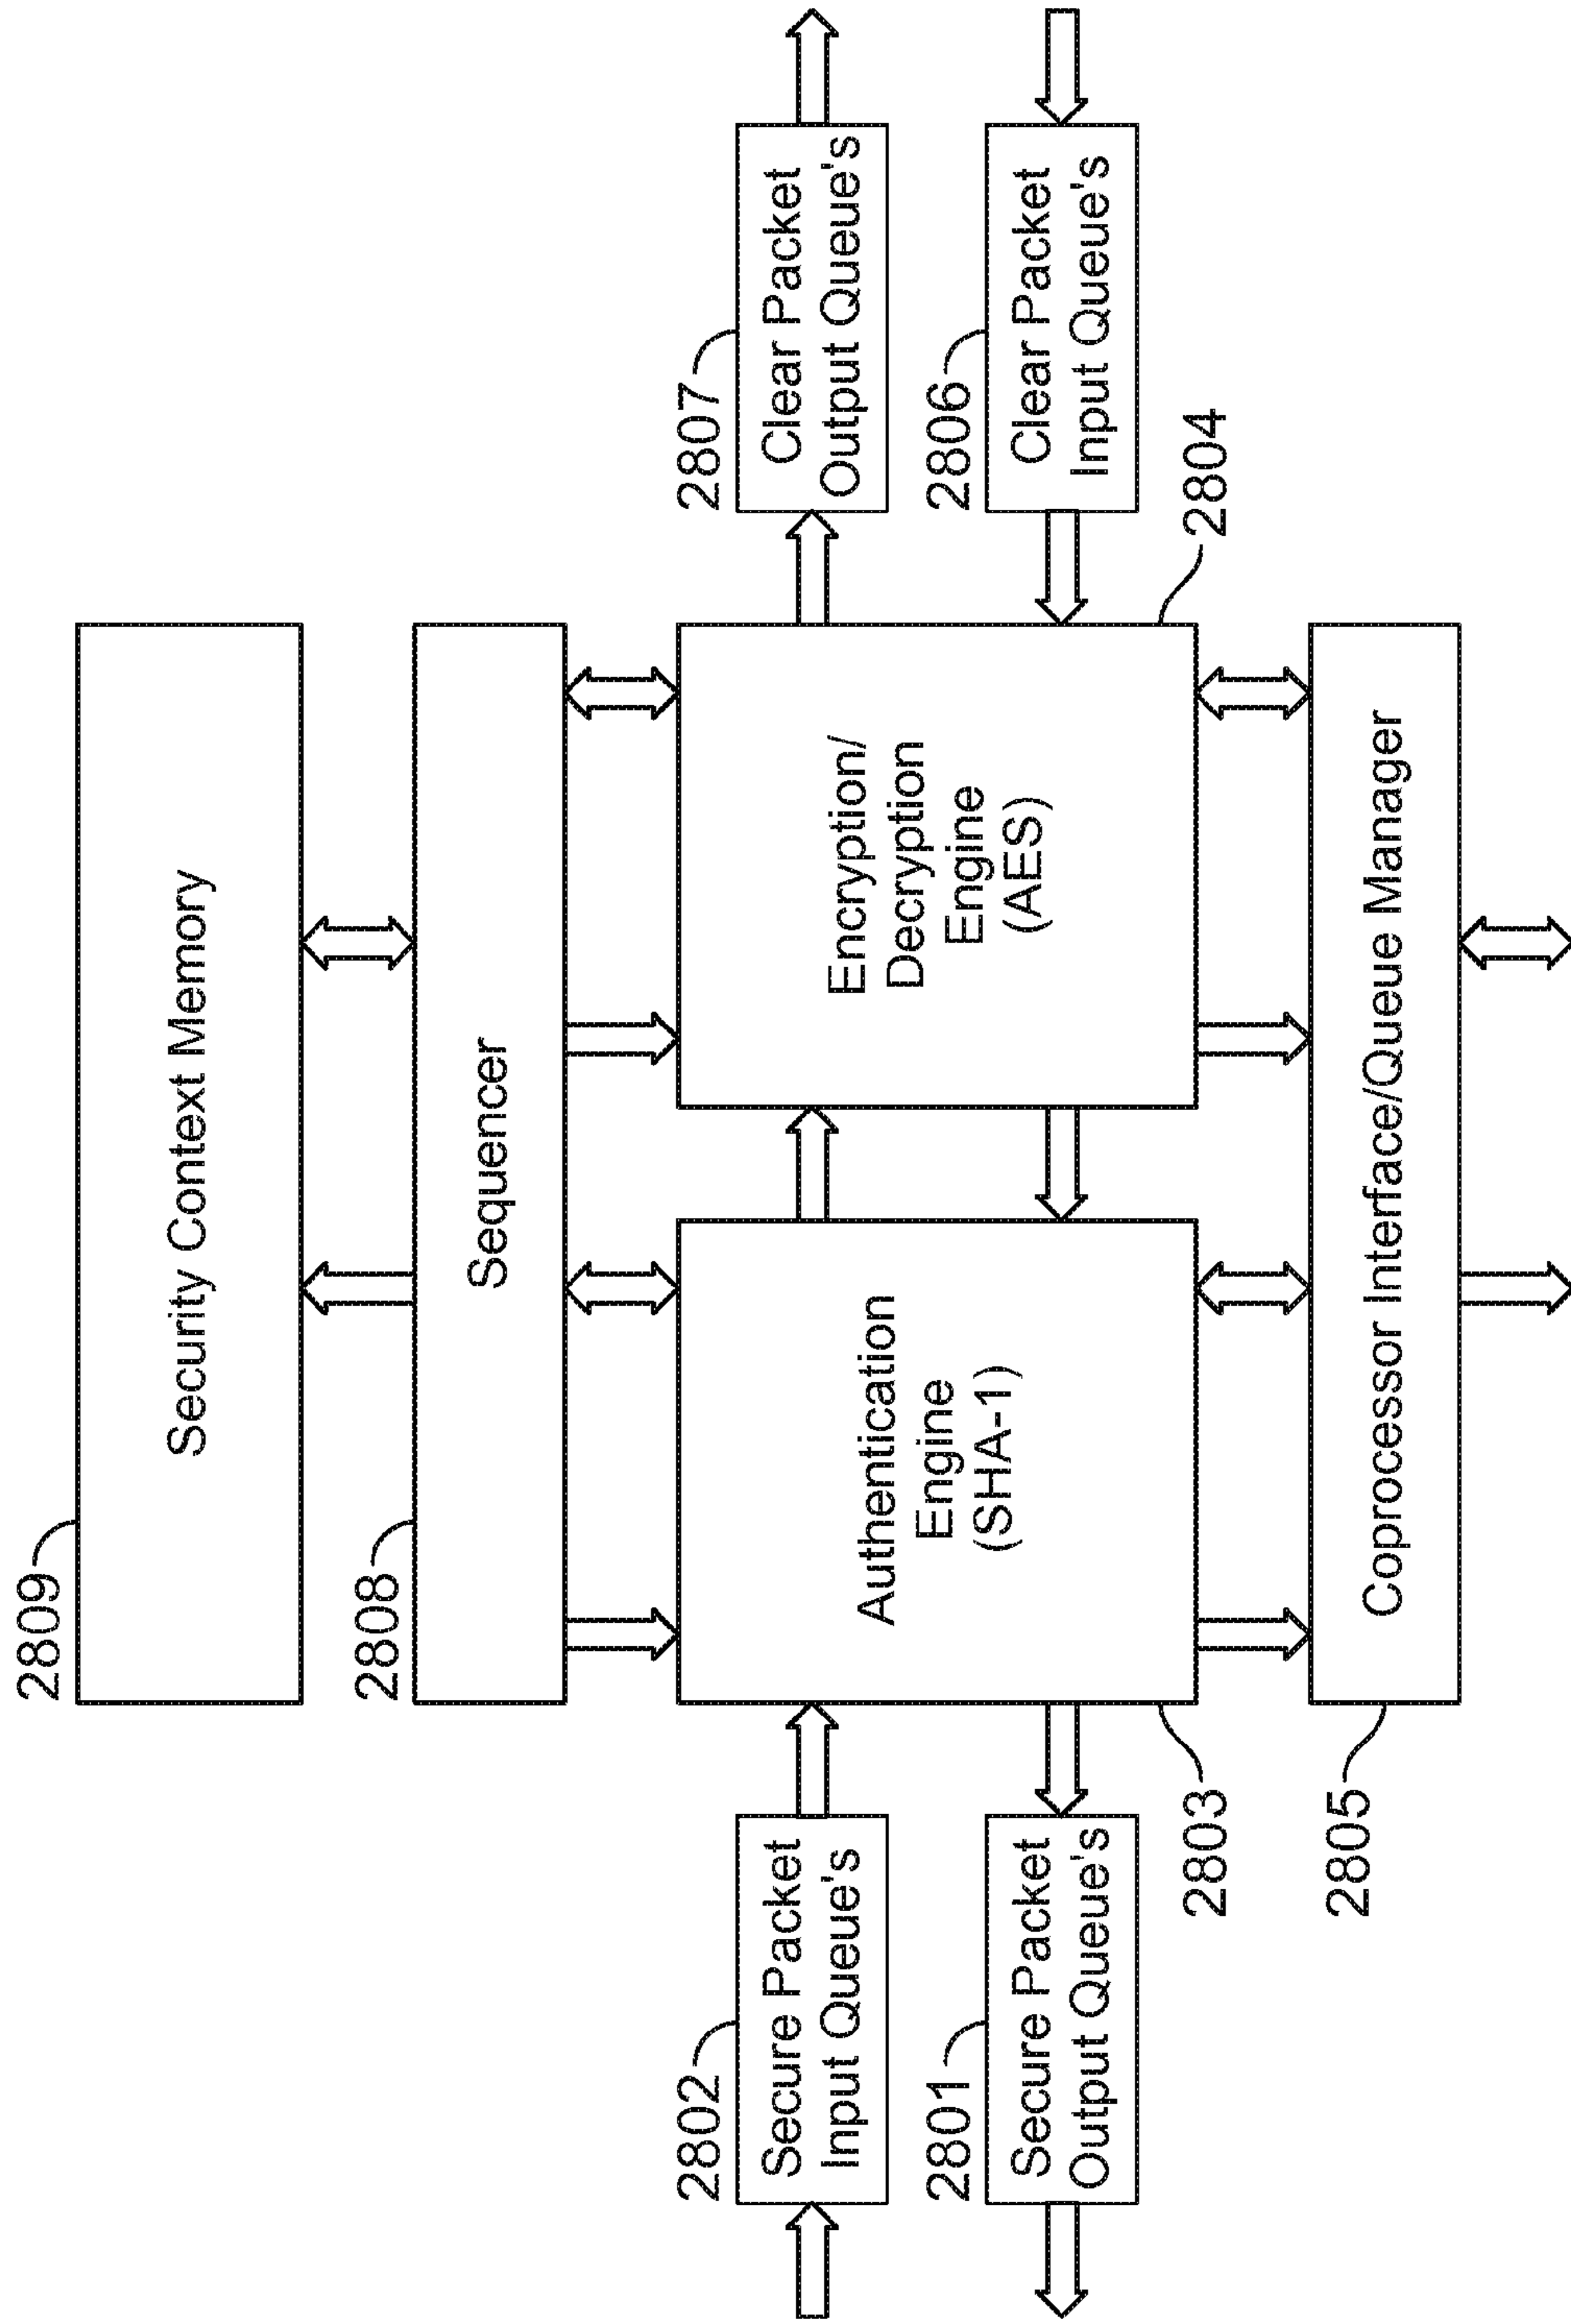 2809
Security Context Memory
2808
Sequencer
2802
Secure Packet
Input Queue's
2801
Secure Packet
Output Queue's
Authentication
Engine
(SHA-1)
2803
Encryption/
Decryption
Engine
(AES)
2804
2807
Clear Packet
Output Queue's
2806
Clear Packet
Input Queue's
2805
Coprocessor Interface/Queue Manager